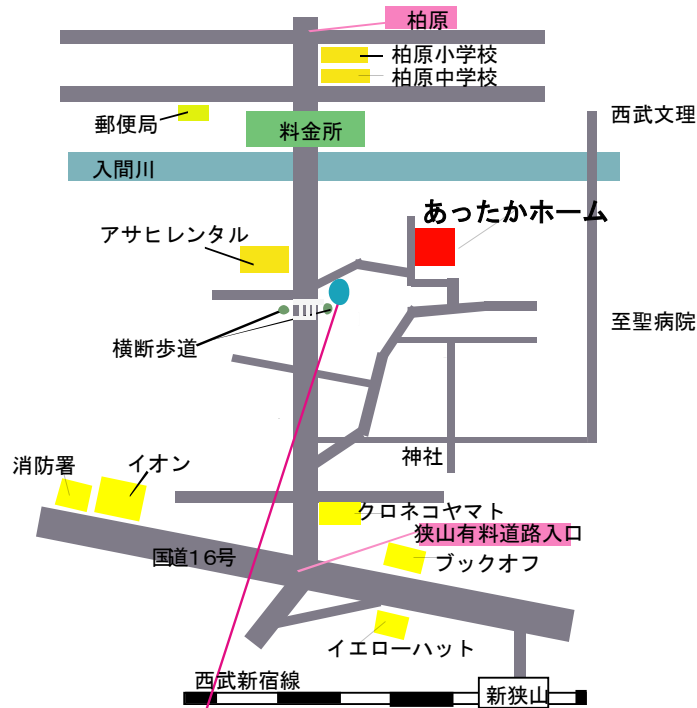 柏原
柏原小学校
柏原中学校
郵便局
料金所
西武文理
入間川
あったかホーム
アサヒレンタル
至聖病院
横断歩道
神社
消防署
イオン
クロネコヤマト
狭山有料道路入口
国道16号
ブックオフ
イエローハット
西武新宿線
新狭山